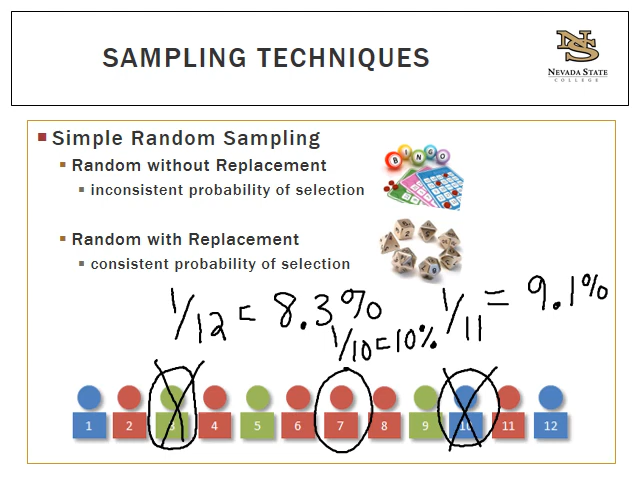 SAMPLING TECHNIQUES
NS
NEVADA STATE
COLLEGE
Simple Random Sampling
Random without Replacement
inconsistent probability of selection
BINGO
Random with Replacement
consistent probability of selection
1/12 = 8.3%
1/10 = 10%
1/11 = 9.1%
1 2 3 4 5 6 7 8 9 10 11 12